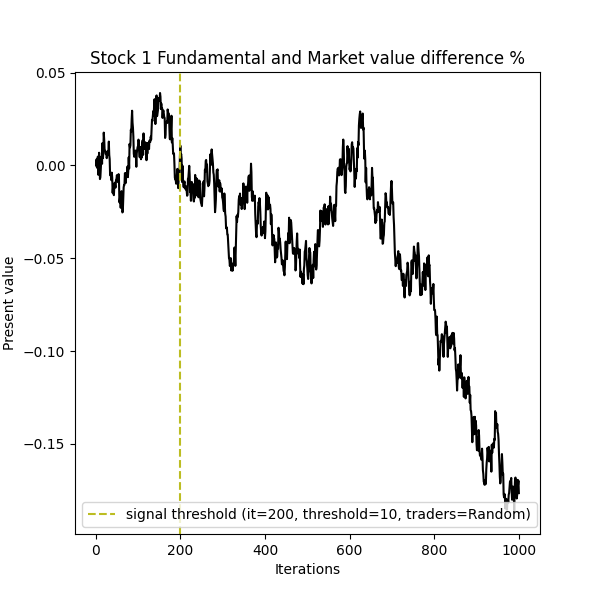 Stock 1 Fundamental and Market value difference %
Present value
0.05
0.00
−0.05
−0.10
−0.15
signal threshold (it=200, threshold=10, traders=Random)
0 200 400 600 800 1000
Iterations